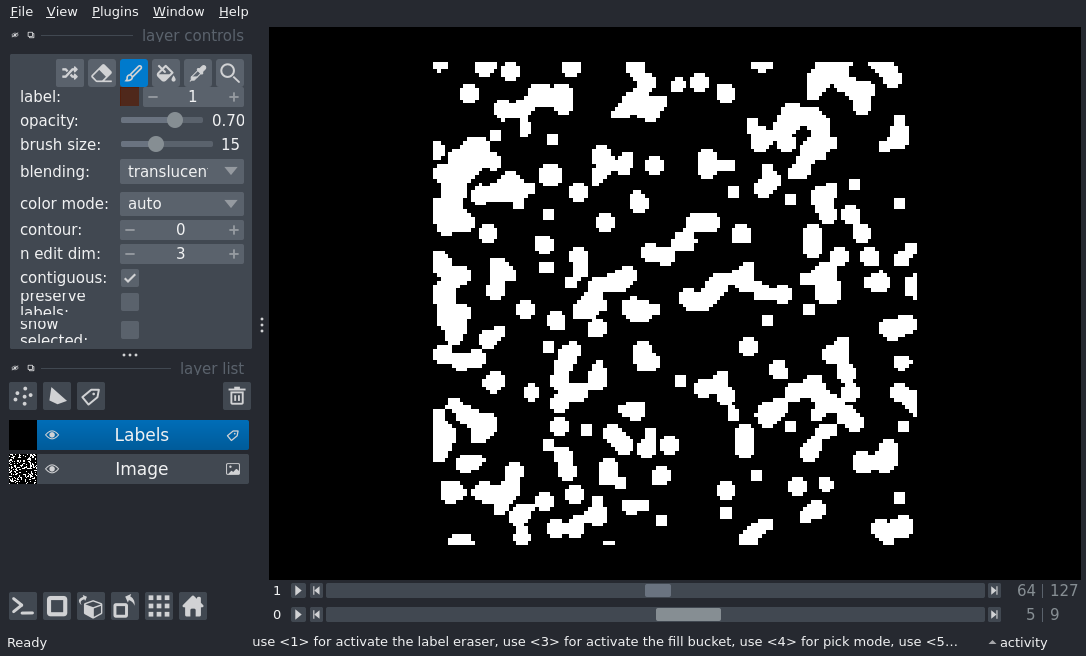 File View Plugins Window Help
layer controls
label: 1
opacity: 0.70
brush size: 15
blending: translucen
color mode: auto
contour: 0
n edit dim: 3
contiguous:
preserve
labels:
show
selected:
layer list
Labels
Image
1 64 | 127
0 5 | 9
Ready use <1> for activate the label eraser, use <3> for activate the fill bucket, use <4> for pick mode, use <5... activity